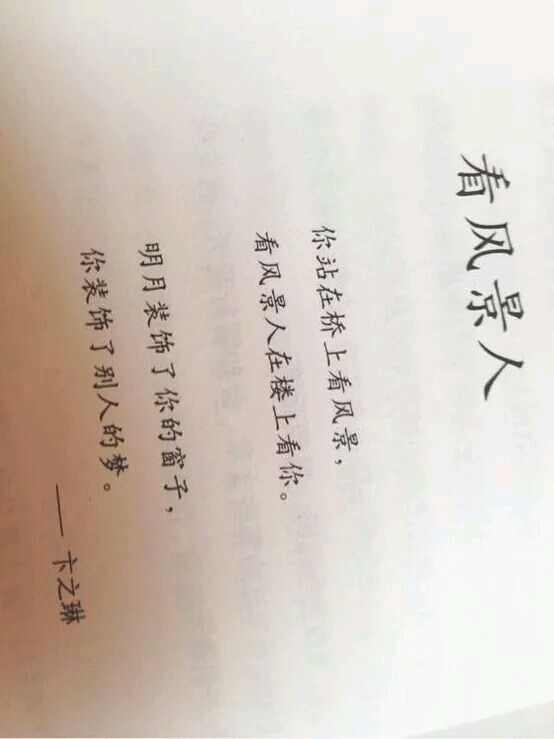 看风景人
你站在桥上看风景，
看风景人在楼上看你。
明月装饰了你的窗子，
你装饰了别人的梦。
——卞之琳